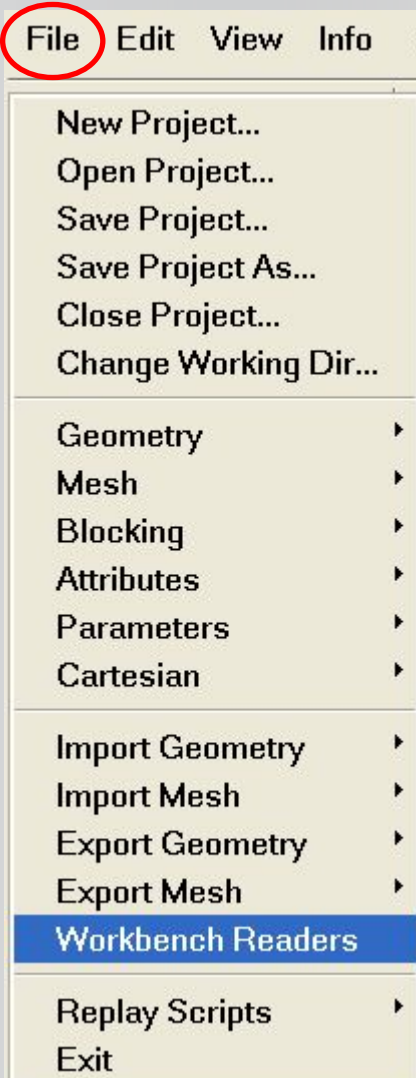 File Edit View Info
New Project...
Open Project...
Save Project...
Save Project As...
Close Project...
Change Working Dir...
Geometry
Mesh
Blocking
Attributes
Parameters
Cartesian
Import Geometry
Import Mesh
Export Geometry
Export Mesh
Workbench Readers
Replay Scripts
Exit